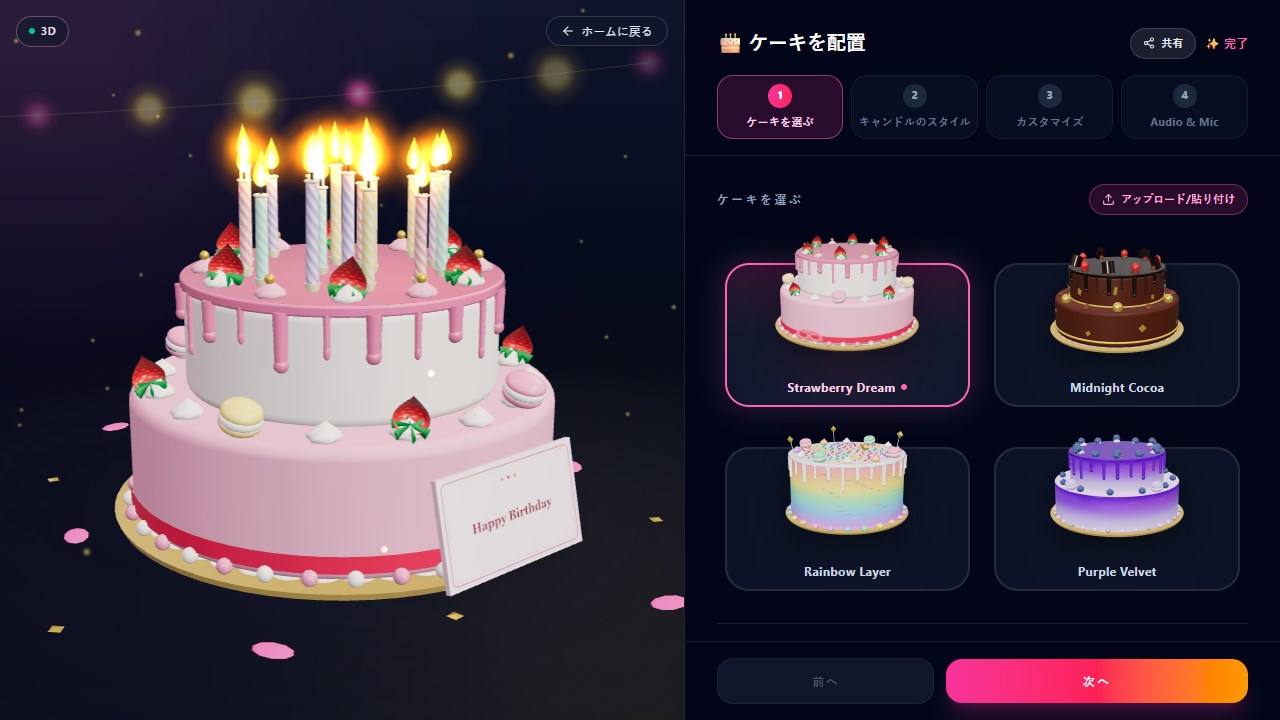 3D
ホームに戻る
ケーキを配置
共有
完了
1
ケーキを選ぶ
2
キャンドルのスタイル
3
カスタマイズ
4
Audio & Mic
ケーキを選ぶ
アップロード/貼り付け
Strawberry Dream
Midnight Cocoa
Rainbow Layer
Purple Velvet
Happy Birthday
前へ
次へ